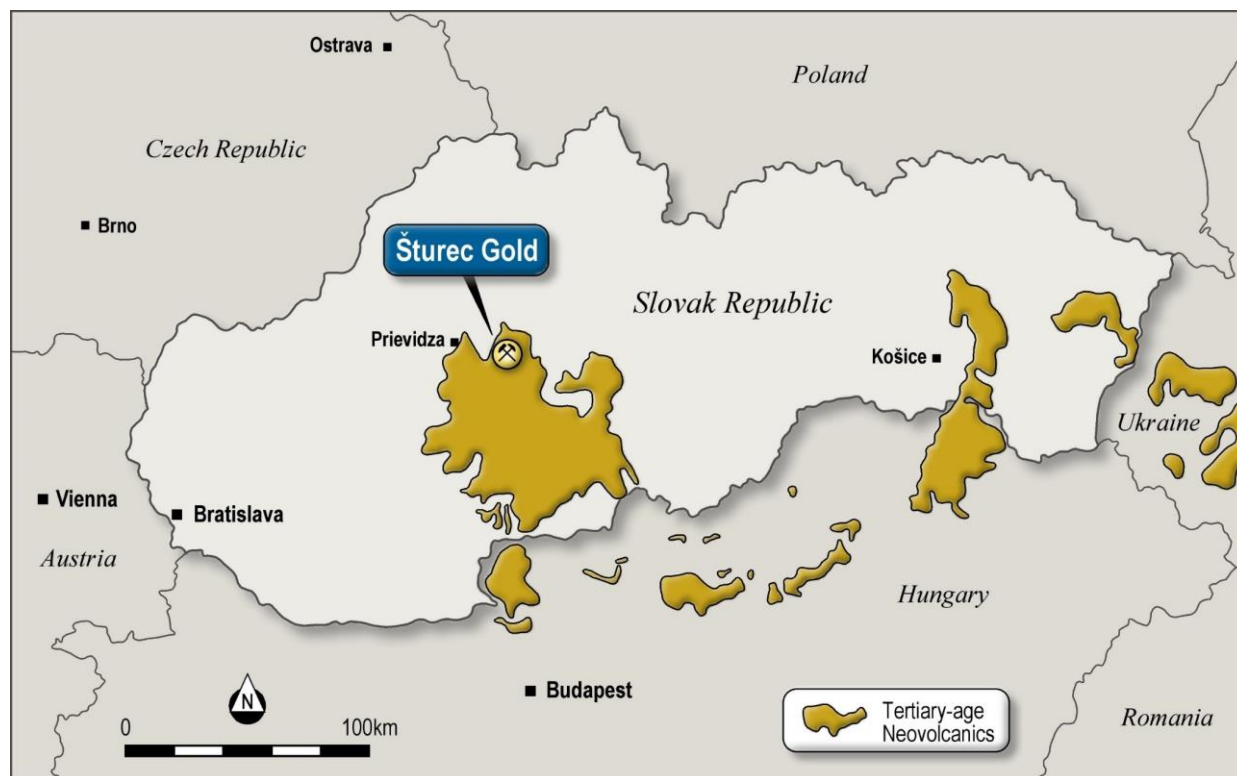 Ostrava
Poland
Czech Republic
Brno
Šturec Gold
Slovak Republic
Prievidza
Košice
Ukraine
Vienna
Bratislava
Austria
Hungary
Budapest
N
0 100km
Tertiary-age
Neovolcanics
Romania